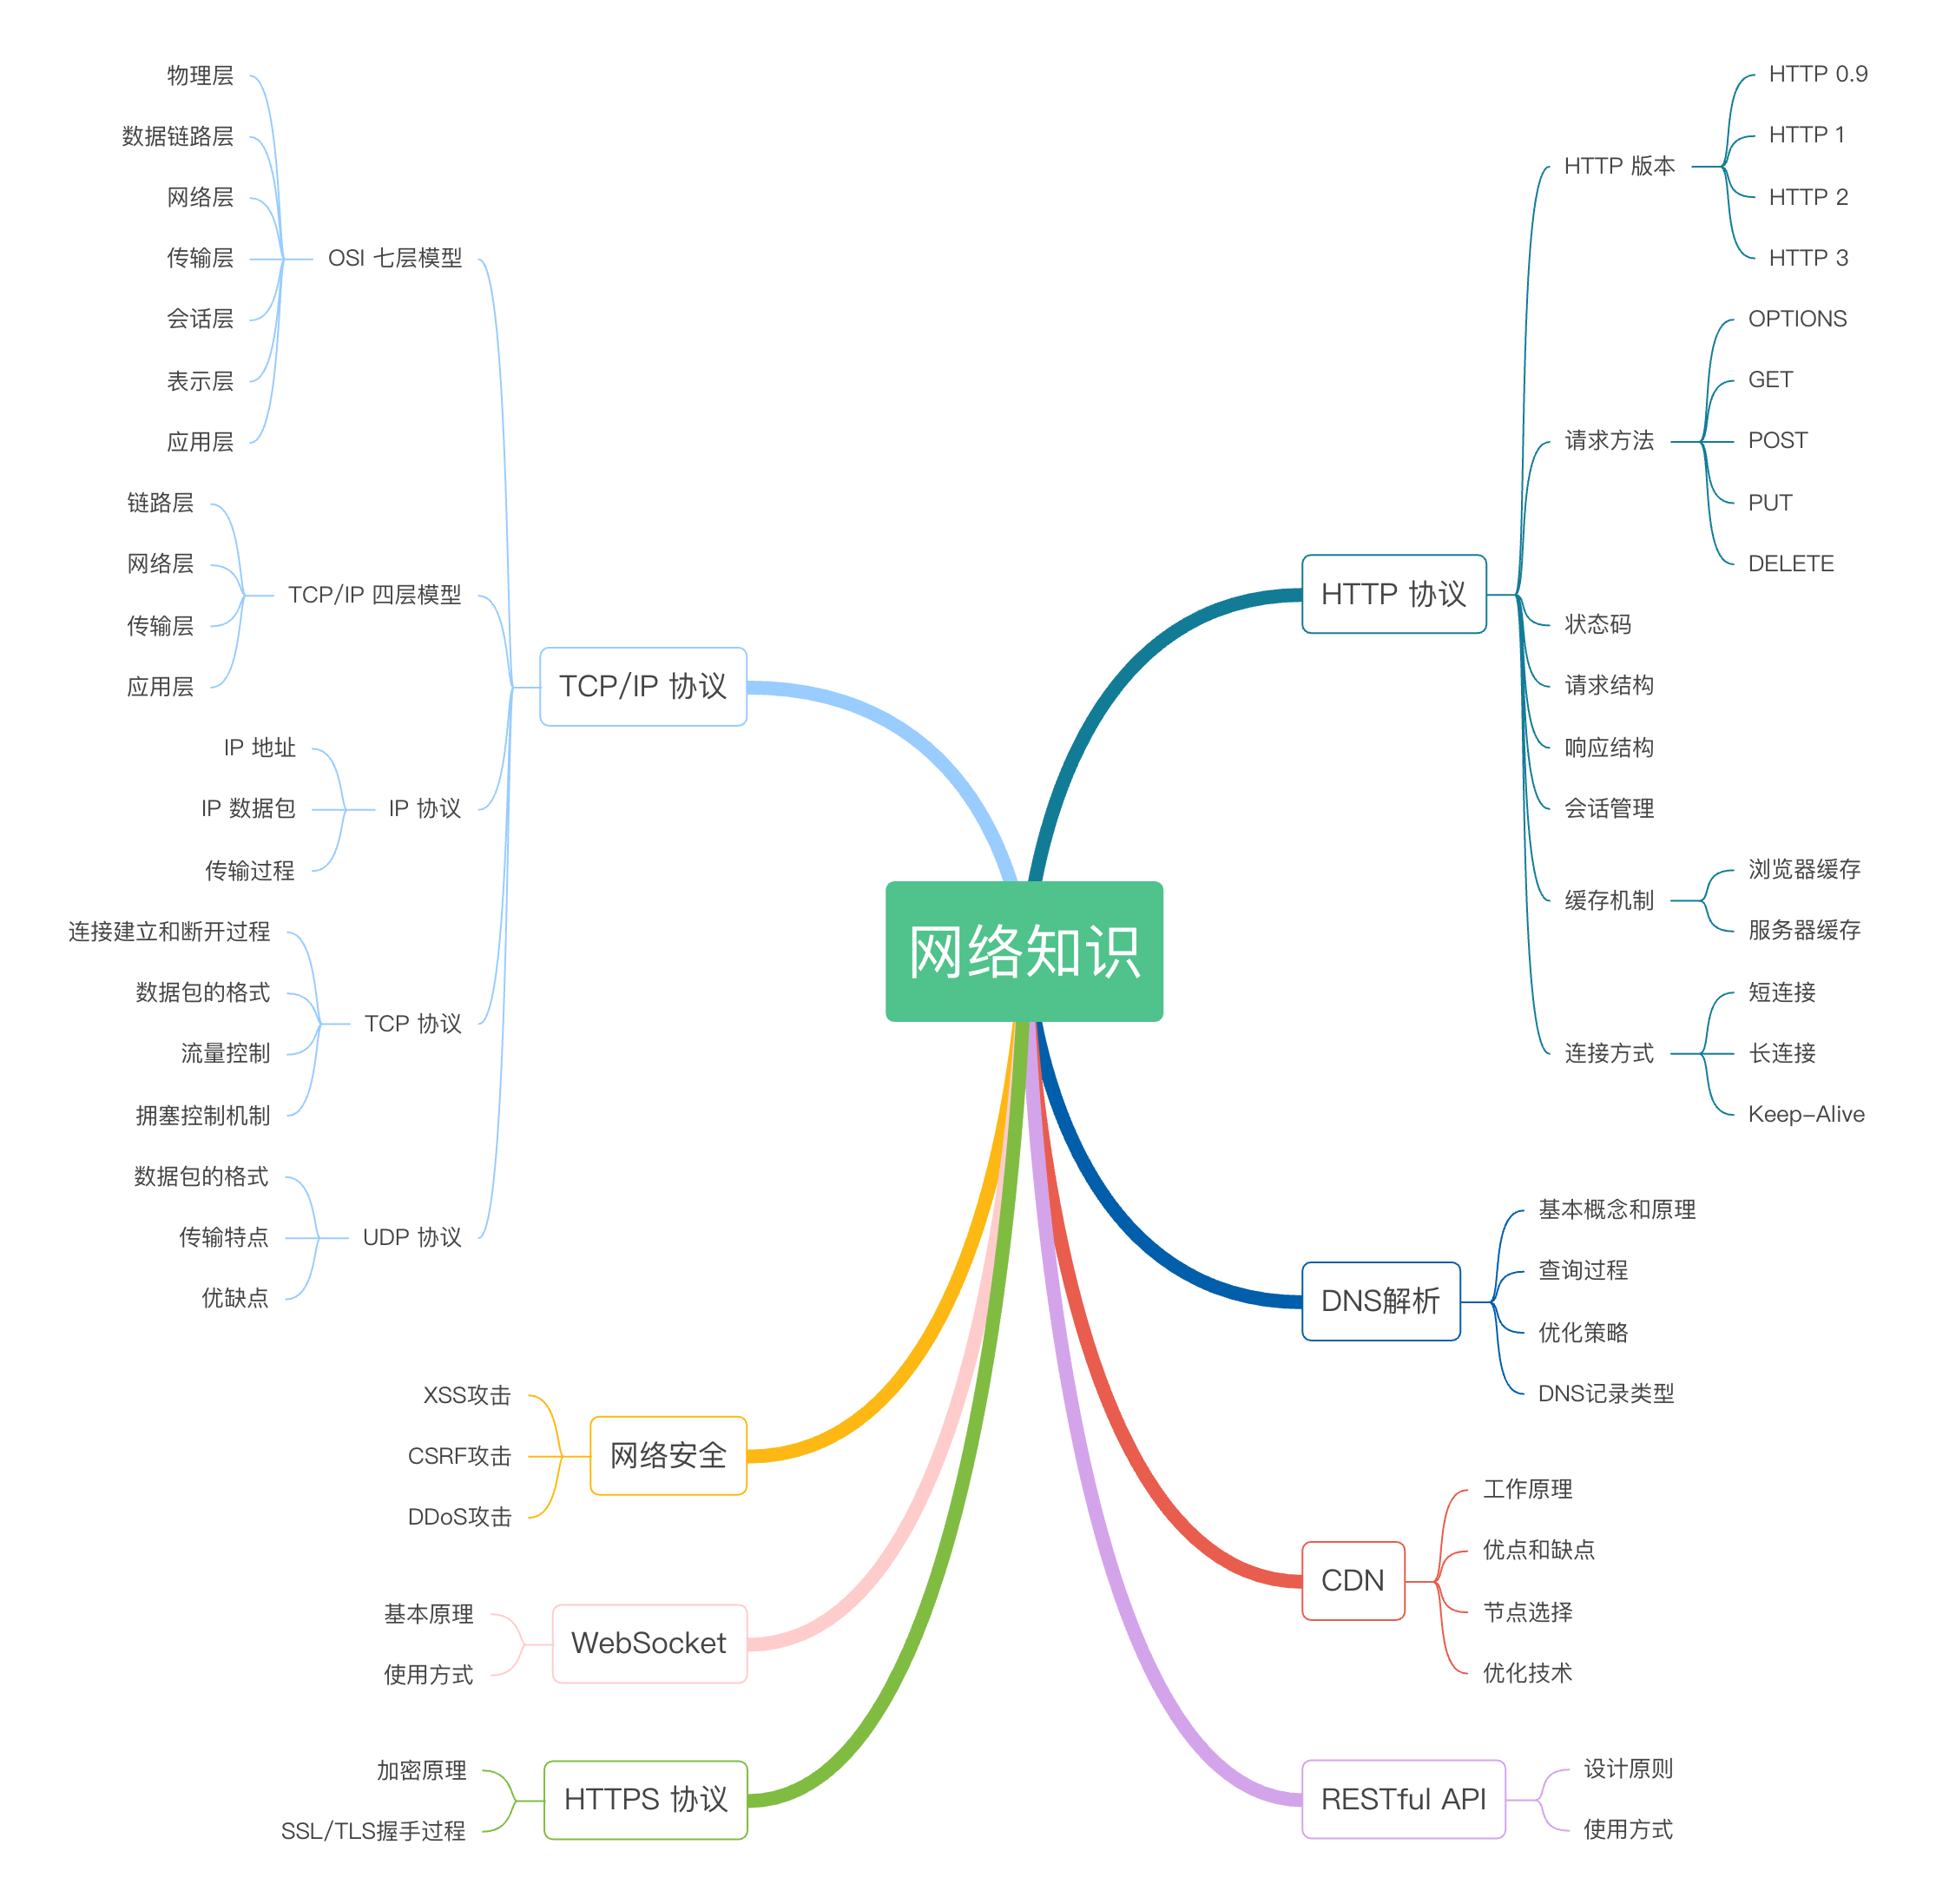 网络知识
HTTP 协议
HTTP 版本
HTTP 0.9
HTTP 1
HTTP 2
HTTP 3
请求方法
OPTIONS
GET
POST
PUT
DELETE
状态码
请求结构
响应结构
会话管理
缓存机制
浏览器缓存
服务器缓存
连接方式
短连接
长连接
Keep-Alive
DNS解析
基本概念和原理
查询过程
优化策略
DNS记录类型
CDN
工作原理
优点和缺点
节点选择
优化技术
RESTful API
设计原则
使用方式
TCP/IP 协议
OSI 七层模型
物理层
数据链路层
网络层
传输层
会话层
表示层
应用层
TCP/IP 四层模型
链路层
网络层
传输层
应用层
IP 协议
IP 地址
IP 数据包
传输过程
TCP 协议
连接建立和断开过程
数据包的格式
流量控制
拥塞控制机制
UDP 协议
数据包的格式
传输特点
优缺点
网络安全
XSS攻击
CSRF攻击
DDoS攻击
WebSocket
基本原理
使用方式
HTTPS 协议
加密原理
SSL/TLS握手过程